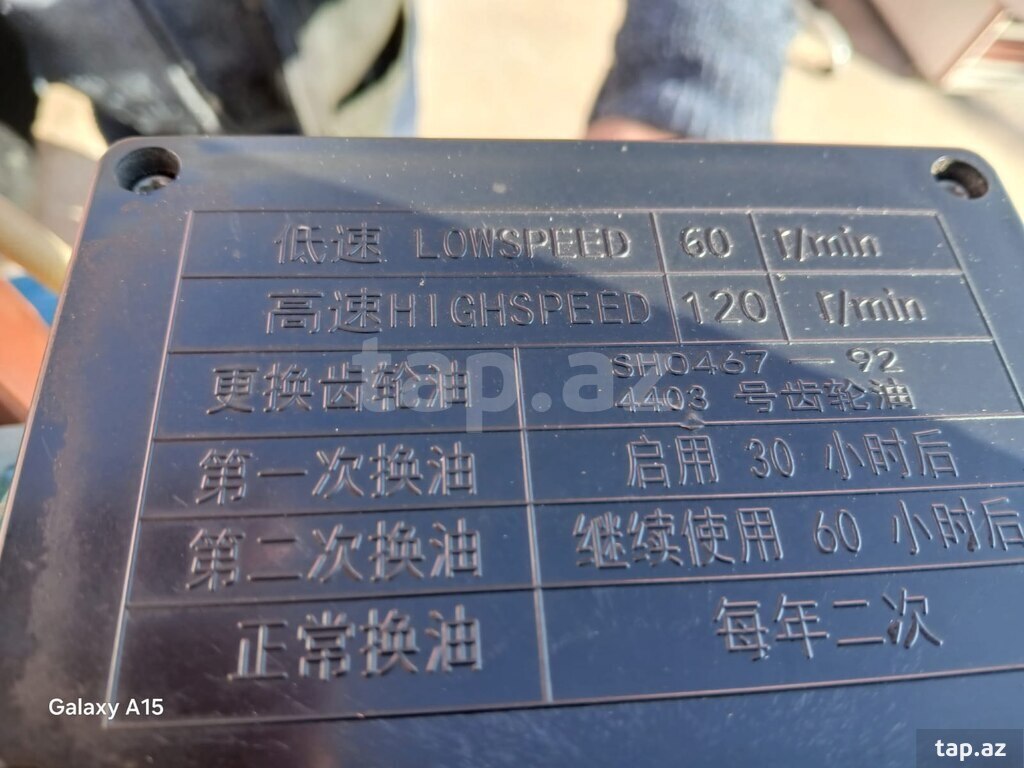 低速 LOWSPEED 60 r/min
高速HIGHSPEED 120 r/min
更换齿轮油 SH0467 — 92
4403 号齿轮油
第一次换油 启用 30 小时后
第二次换油 继续使用 60 小时后
正常换油 每年二次
tap.az
Galaxy A15
tap.az